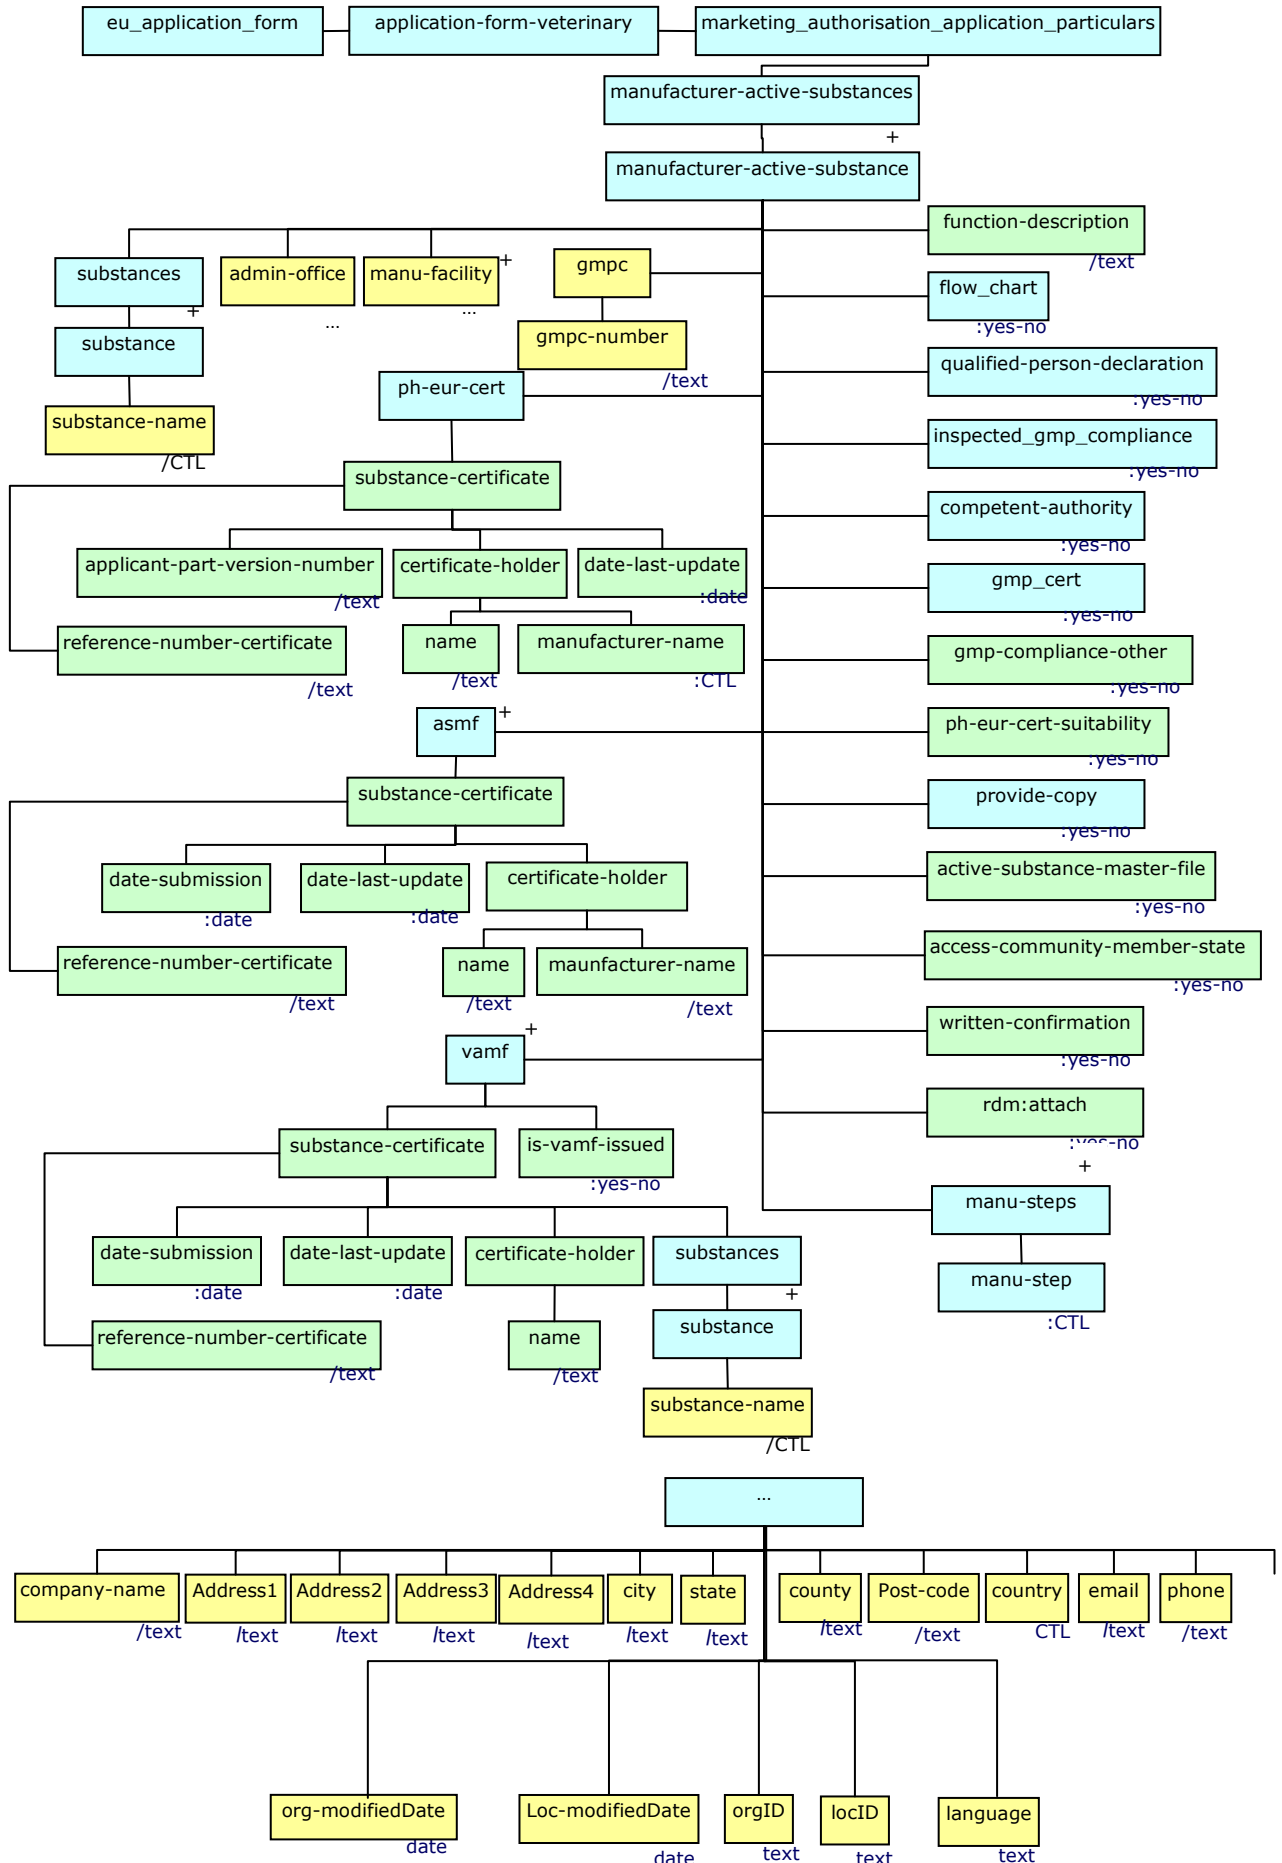 eu_application_form
application-form-veterinary
marketing_authorisation_application_particulars
manufacturer-active-substances
+
manufacturer-active-substance
function-description
/text
substances
admin-office
...
manu-facility
+
...
gmpc
flow_chart
:yes-no
+
substance
gmpc-number
/text
ph-eur-cert
qualified-person-declaration
:yes-no
substance-name
/CTL
inspected_gmp_compliance
:yes-no
substance-certificate
competent-authority
:yes-no
applicant-part-version-number
/text
certificate-holder
date-last-update
:date
gmp_cert
:yes-no
reference-number-certificate
/text
name
/text
manufacturer-name
:CTL
gmp-compliance-other
:yes-no
asmf
+
ph-eur-cert-suitability
:yes-no
substance-certificate
provide-copy
:yes-no
date-submission
:date
date-last-update
:date
certificate-holder
active-substance-master-file
:yes-no
reference-number-certificate
/text
name
/text
maunfacturer-name
/text
access-community-member-state
:yes-no
vamf
+
written-confirmation
:yes-no
substance-certificate
is-vamf-issued
:yes-no
rdm:attach
:yes-no
+
manu-steps
date-submission
:date
date-last-update
:date
certificate-holder
substances
+
manu-step
:CTL
reference-number-certificate
/text
name
/text
substance
substance-name
/CTL
...
company-name
/text
Address1
/text
Address2
/text
Address3
/text
Address4
/text
city
/text
state
/text
county
/text
Post-code
/text
country
CTL
email
/text
phone
/text
org-modifiedDate
date
Loc-modifiedDate
date
orgID
text
locID
text
language
text